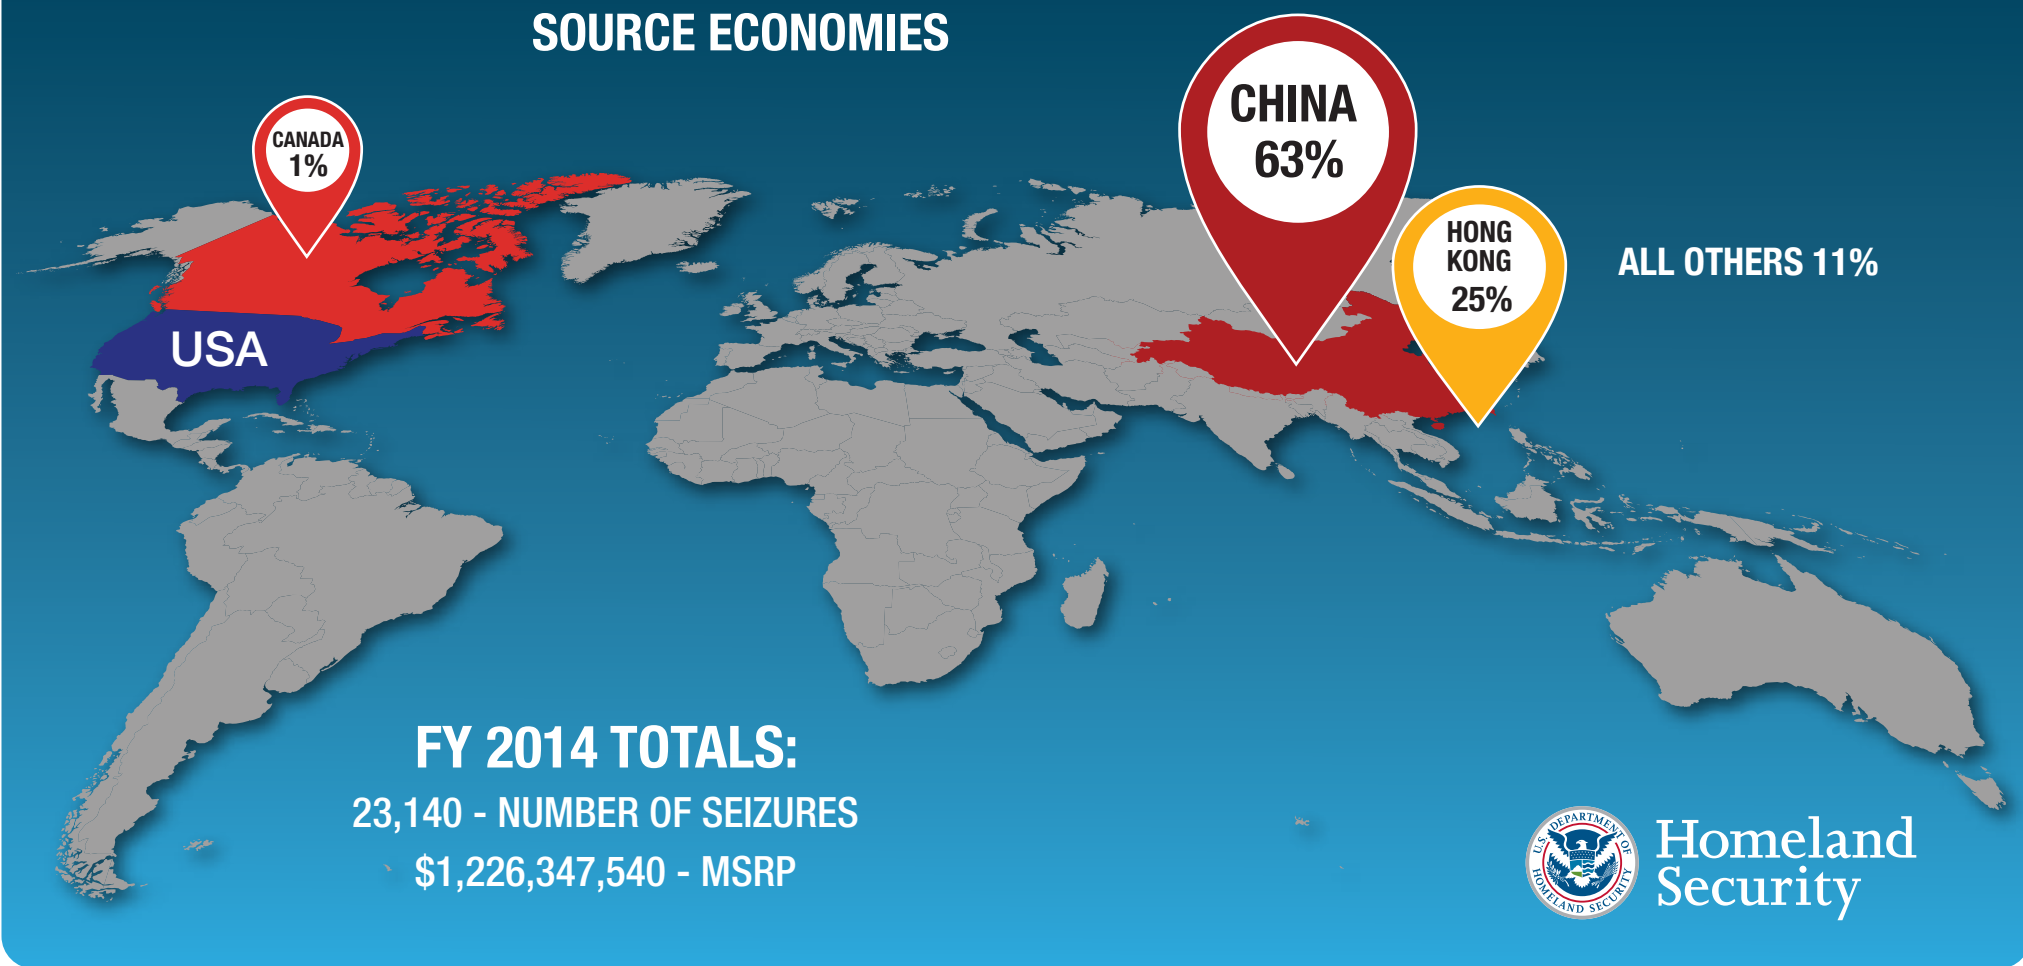 SOURCE ECONOMIES
CANADA
1%
CHINA
63%
HONG
KONG
25%
ALL OTHERS 11%
USA
FY 2014 TOTALS:
23,140 - NUMBER OF SEIZURES
$1,226,347,540 - MSRP
U.S. DEPARTMENT OF
HOMELAND SECURITY
Homeland
Security